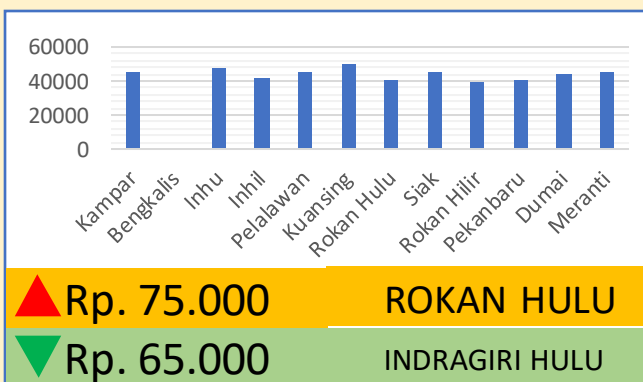 60000
40000
20000
0
Kampar
Bengkalis
Inhu
Inhil
Pelalawan
Kuansing
Rokan Hulu
Siak
Rokan Hilir
Pekanbaru
Dumai
Meranti
Rp. 75.000 ROKAN HULU
Rp. 65.000 INDRAGIRI HULU